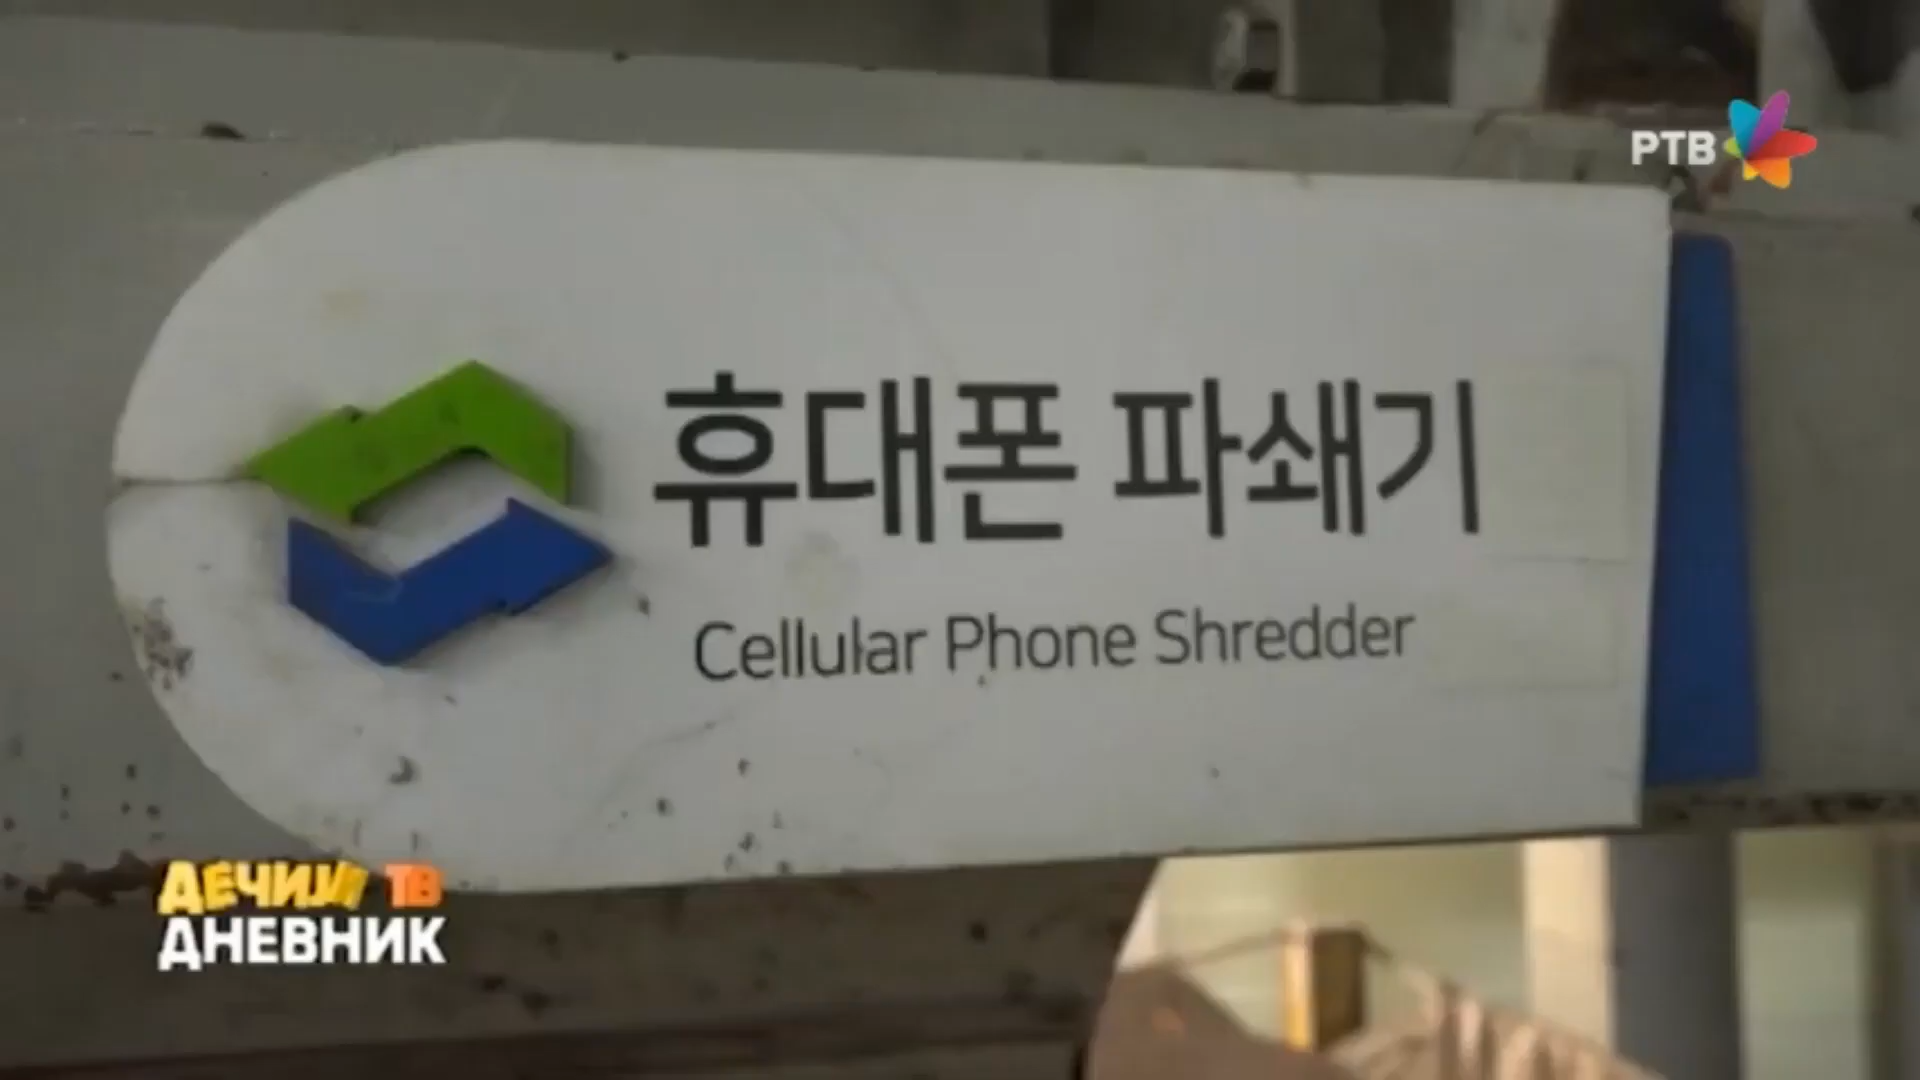 РТВ
휴대폰 파쇄기
Cellular Phone Shredder
ДЕЧИЈИ ТВ
ДНЕВНИК